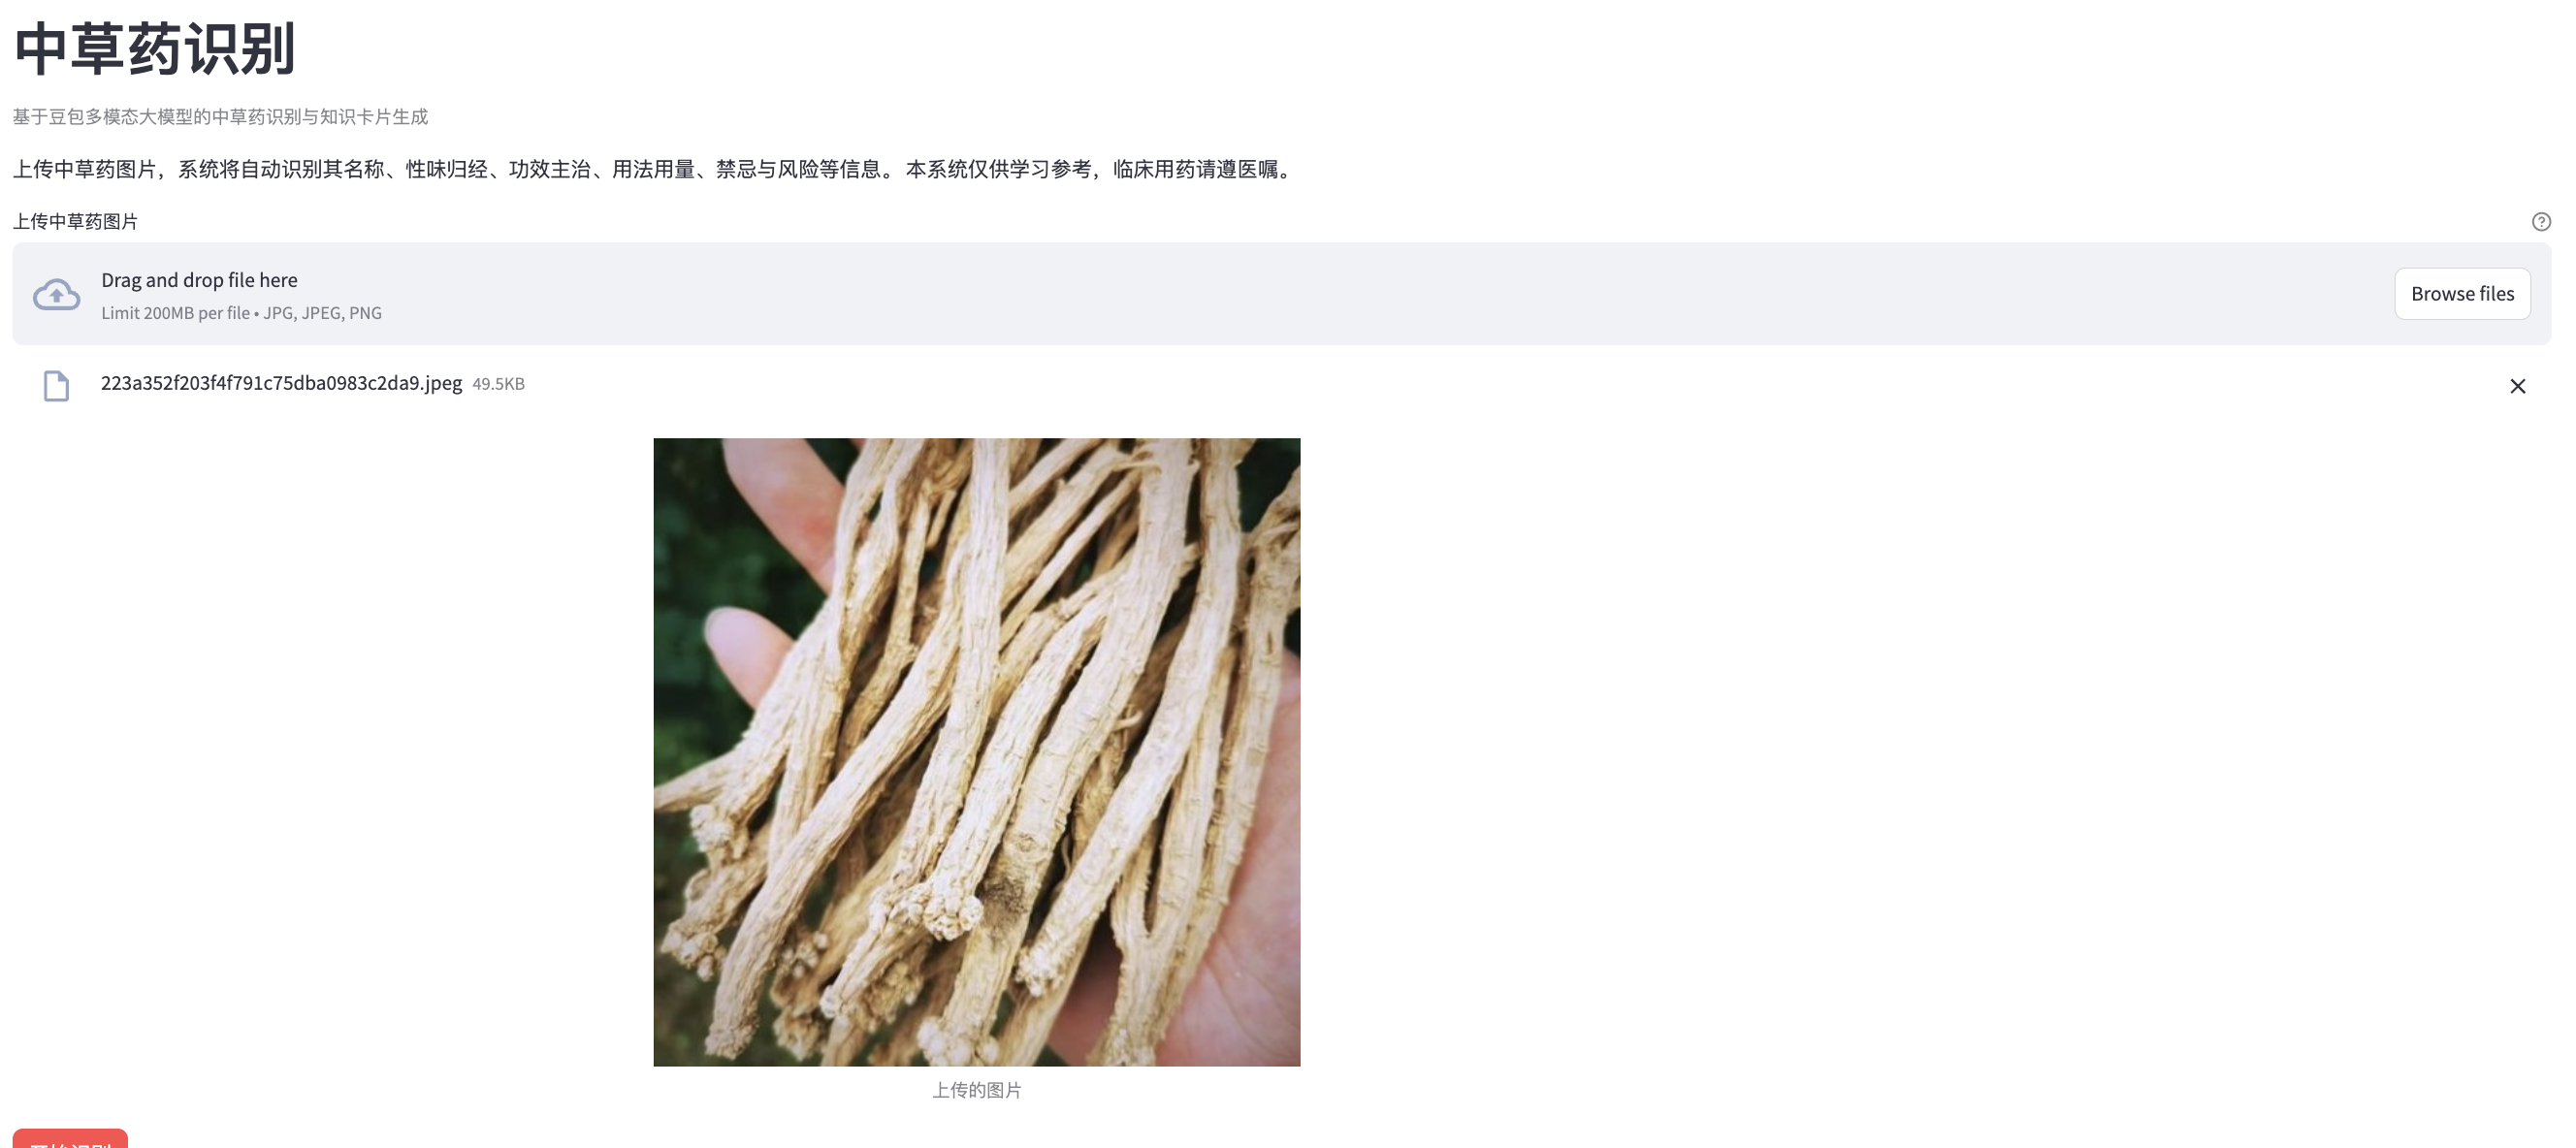 中草药识别
基于豆包多模态大模型的中草药识别与知识卡片生成
上传中草药图片，系统将自动识别其名称、性味归经、功效主治、用法用量、禁忌与风险等信息。 本系统仅供学习参考，临床用药请遵医嘱。
上传中草药图片
Drag and drop file here
Limit 200MB per file • JPG, JPEG, PNG
Browse files
223a352f203f4f791c75dba0983c2da9.jpeg 49.5KB
上传的图片